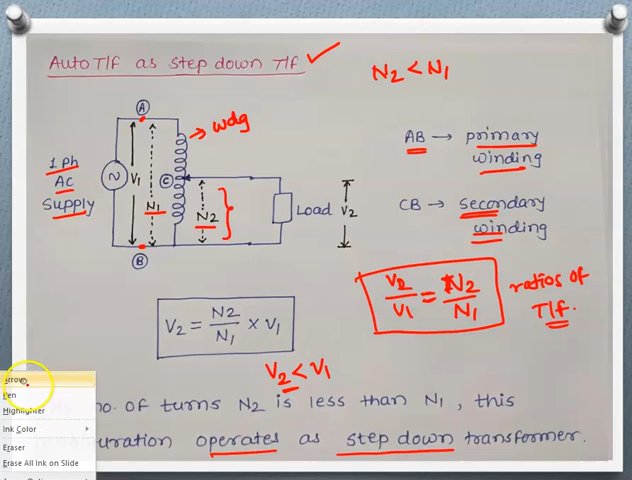 Auto T/f as step down T/f
N2 < N1
A
wdg
1 Ph
AC
Supply
V1
N1
C
N2
Load
V2
B
AB → primary
winding
CB → secondary
winding
V2 = N2/N1 × V1
V2/V1 = N2/N1
ratios of
T/f.
V2 < V1
no. of turns N2 is less than N1, this
operates as step down transformer.
Arrow
Pen
Highlighter
Ink Color
Eraser
Erase All Ink on Slide